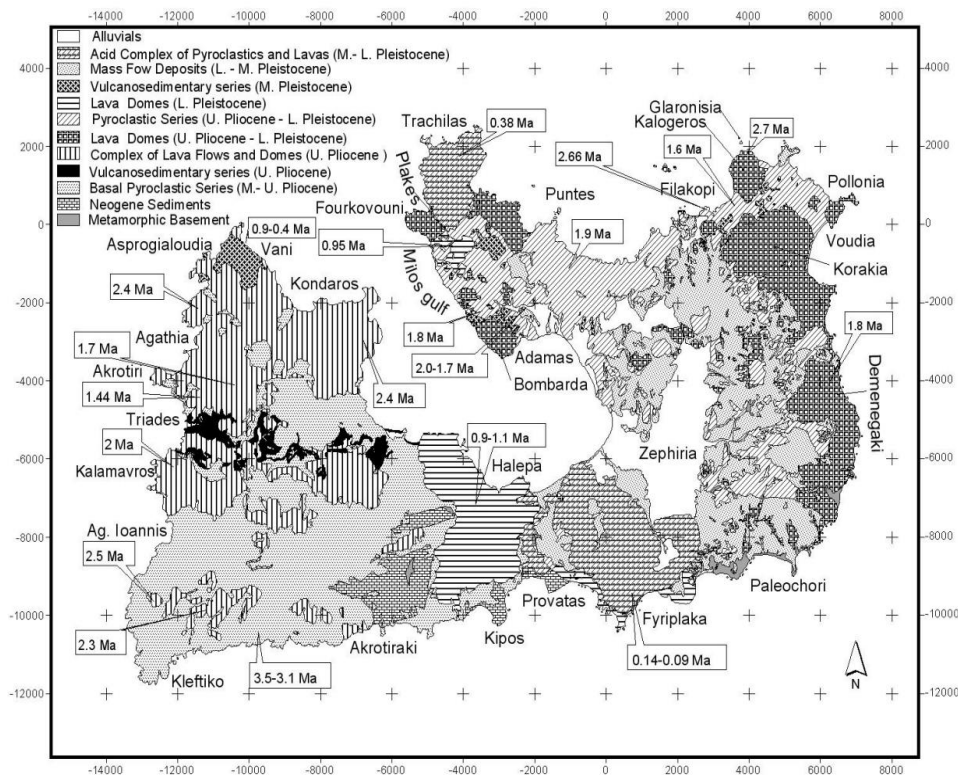 -14000 -12000 -10000 -8000 -6000 -4000 -2000 0 2000 4000 6000 8000
Alluvials
Acid Complex of Pyroclastics and Lavas (M.- L. Pleistocene)
Mass Fow Deposits (L. - M. Pleistocene)
Vulcanosedimentary series (M. Pleistocene)
Lava Domes (L. Pleistocene)
Pyroclastic Series (U. Pliocene - L. Pleistocene)
Lava Domes (U. Pliocene - L. Pleistocene)
Complex of Lava Flows and Domes (U. Pliocene )
Vulcanosedimentary series (U. Pliocene)
Basal Pyroclastic Series (M.- U. Pliocene)
Neogene Sediments
Metamorphic Basement
4000
2000
0
-2000
-4000
-6000
-8000
-10000
-12000
4000
2000
0
-2000
-4000
-6000
-8000
-10000
-12000
Trachilas
0.38 Ma
Glaronisia
Kalogeros
2.7 Ma
1.6 Ma
2.66 Ma
Plakes
Puntes
Filakopi
Pollonia
Fourkovouni
0.9-0.4 Ma
Asprogialoudia
Vani
0.95 Ma
1.9 Ma
Voudia
Korakia
Milos gulf
Kondaros
2.4 Ma
Agathia
1.8 Ma
Adamas
1.8 Ma
1.7 Ma
2.0-1.7 Ma
Bombarda
Akrotiri
1.44 Ma
2.4 Ma
Demenegaki
Triades
2 Ma
0.9-1.1 Ma
Halepa
Zephiria
Kalamavros
Ag. Ioannis
2.5 Ma
Paleochori
Provatas
Fyriplaka
2.3 Ma
Akrotiraki
Kipos
0.14-0.09 Ma
Kleftiko
3.5-3.1 Ma
N
-14000 -12000 -10000 -8000 -6000 -4000 -2000 0 2000 4000 6000 8000